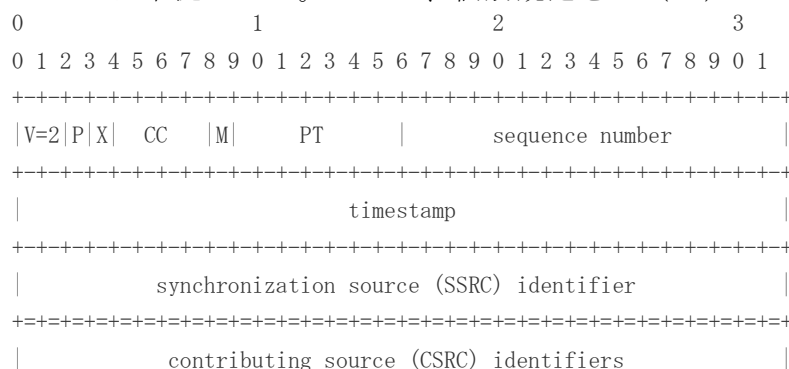 0                   1                   2                   3
0 1 2 3 4 5 6 7 8 9 0 1 2 3 4 5 6 7 8 9 0 1 2 3 4 5 6 7 8 9 0 1
+-+-+-+-+-+-+-+-+-+-+-+-+-+-+-+-+-+-+-+-+-+-+-+-+-+-+-+-+-+-+-+-+
|V=2|P|X|  CC   |M|     PT      |       sequence number         |
+-+-+-+-+-+-+-+-+-+-+-+-+-+-+-+-+-+-+-+-+-+-+-+-+-+-+-+-+-+-+-+-+
|                           timestamp                           |
+-+-+-+-+-+-+-+-+-+-+-+-+-+-+-+-+-+-+-+-+-+-+-+-+-+-+-+-+-+-+-+-+
|           synchronization source (SSRC) identifier            |
+=+=+=+=+=+=+=+=+=+=+=+=+=+=+=+=+=+=+=+=+=+=+=+=+=+=+=+=+=+=+=+=+
|            contributing source (CSRC) identifiers             |